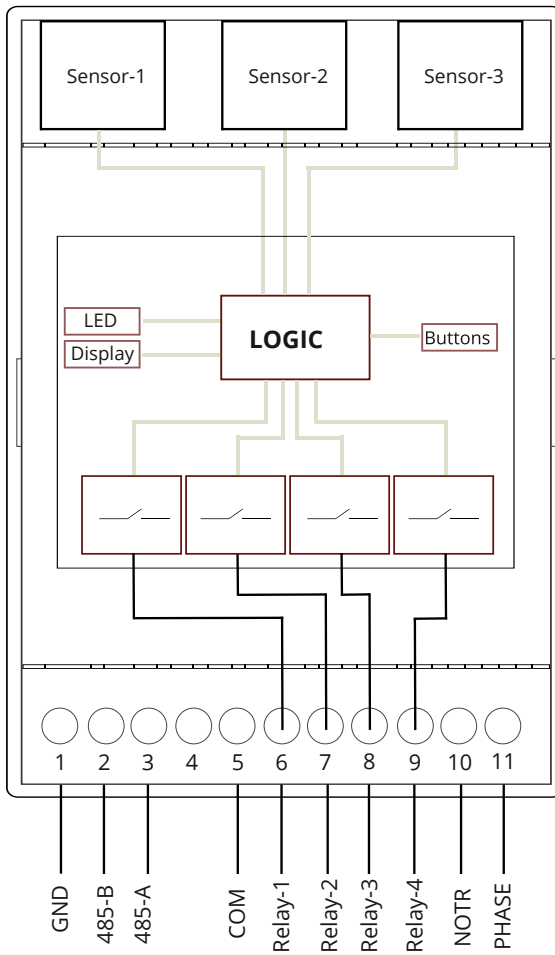 Sensor-1
Sensor-2
Sensor-3
LED
Display
LOGIC
Buttons
1
2
3
4
5
6
7
8
9
10
11
GND
485-B
485-A
COM
Relay-1
Relay-2
Relay-3
Relay-4
NOTR
PHASE